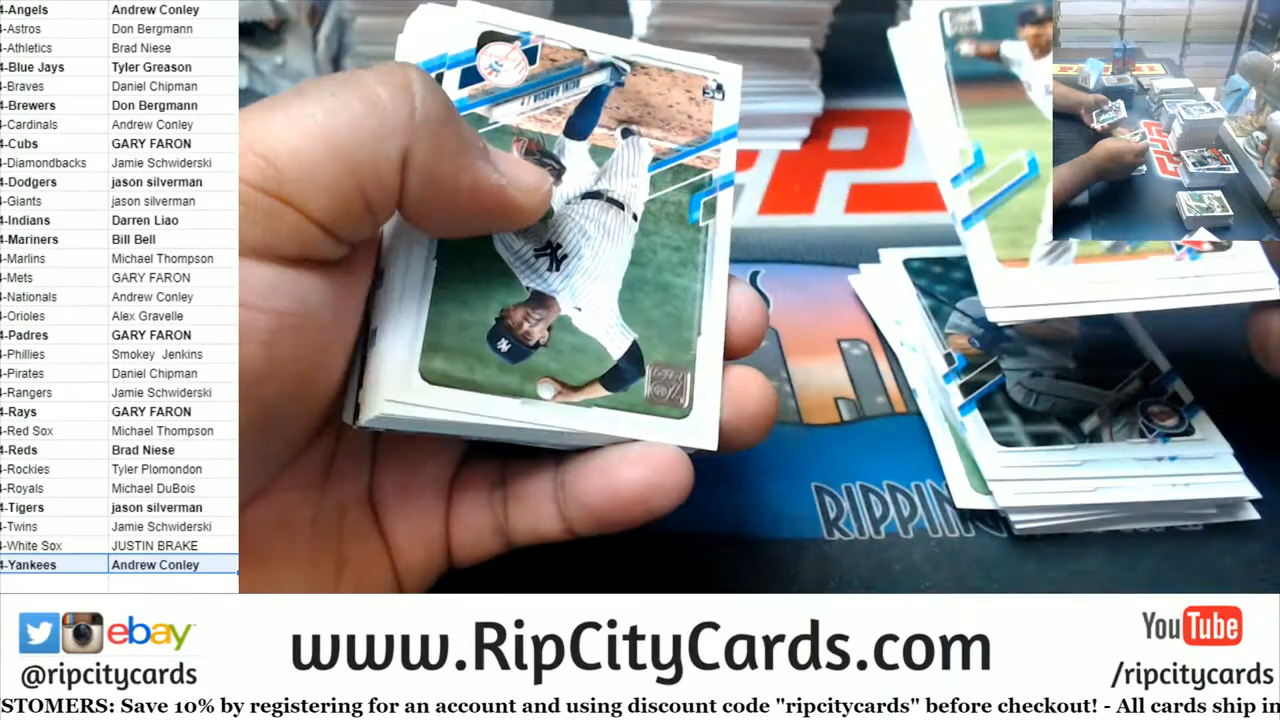 4-Angels Andrew Conley
4-Astros Don Bergmann
4-Athletics Brad Niese
4-Blue Jays Tyler Greason
4-Braves Daniel Chipman
4-Brewers Don Bergmann
4-Cardinals Andrew Conley
4-Cubs GARY FARON
4-Diamondbacks Jamie Schwiderski
4-Dodgers jason silverman
4-Giants jason silverman
4-Indians Darren Liao
4-Mariners Bill Bell
4-Marlins Michael Thompson
4-Mets GARY FARON
4-Nationals Andrew Conley
4-Orioles Alex Gravelle
4-Padres GARY FARON
4-Phillies Smokey Jenkins
4-Pirates Daniel Chipman
4-Rangers Jamie Schwiderski
4-Rays GARY FARON
4-Red Sox Michael Thompson
4-Reds Brad Niese
4-Rockies Tyler Plomondon
4-Royals Michael DuBois
4-Tigers jason silverman
4-Twins Jamie Schwiderski
4-White Sox JUSTIN BRAKE
4-Yankees Andrew Conley
RIPPIN
ebay
@ripcitycards
www.RipCityCards.com
YouTube
/ripcitycards
STOMERS: Save 10% by registering for an account and using discount code "ripcitycards" before checkout! - All cards ship in